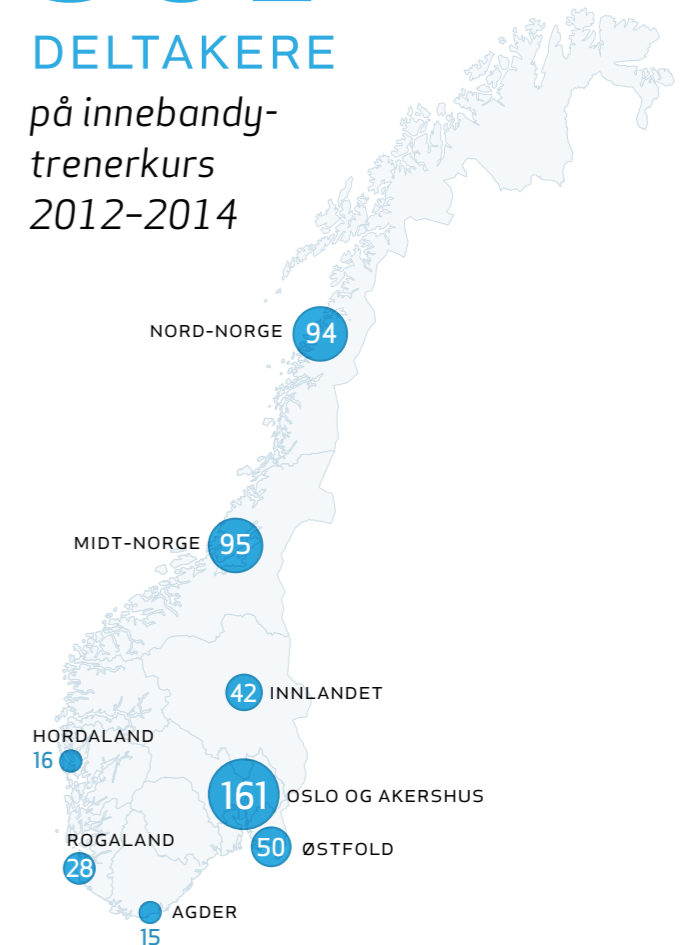 DELTAKERE
på innebandy-
trenerkurs
2012–2014
NORD-NORGE 94
MIDT-NORGE 95
42 INNLANDET
HORDALAND
16
161 OSLO OG AKERSHUS
ROGALAND
50 ØSTFOLD
28
AGDER
15